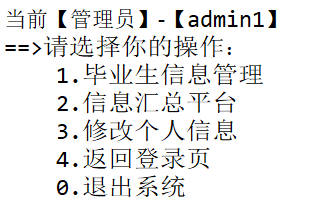 当前【管理员】-【admin1】
==>请选择你的操作:
1.毕业生信息管理
2.信息汇总平台
3.修改个人信息
4.返回登录页
0.退出系统